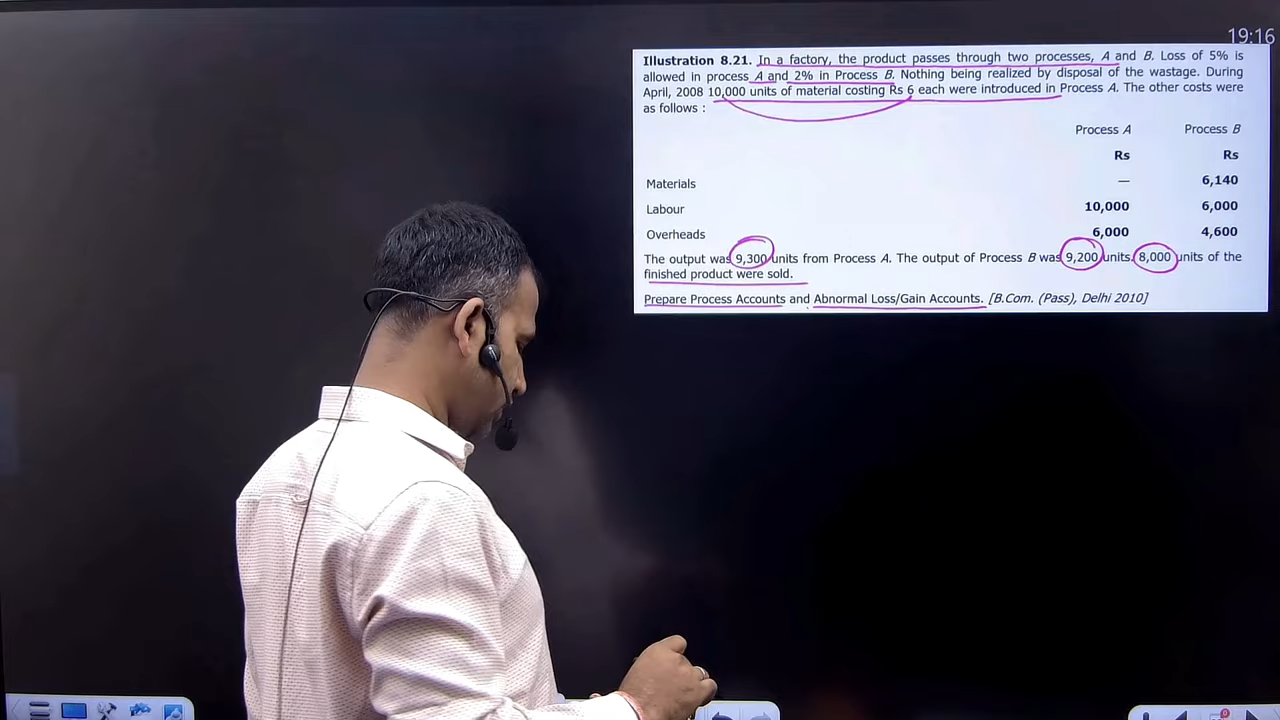 19:16
Illustration 8.21. In a factory, the product passes through two processes, A and B. Loss of 5% is
allowed in process A and 2% in Process B. Nothing being realized by disposal of the wastage. During
April, 2008 10,000 units of material costing Rs 6 each were introduced in Process A. The other costs were
as follows :
Process A Process B
Rs Rs
Materials — 6,140
Labour 10,000 6,000
Overheads 6,000 4,600
The output was 9,300 units from Process A. The output of Process B was 9,200 units. 8,000 units of the
finished product were sold.
Prepare Process Accounts and Abnormal Loss/Gain Accounts. [B.Com. (Pass), Delhi 2010]